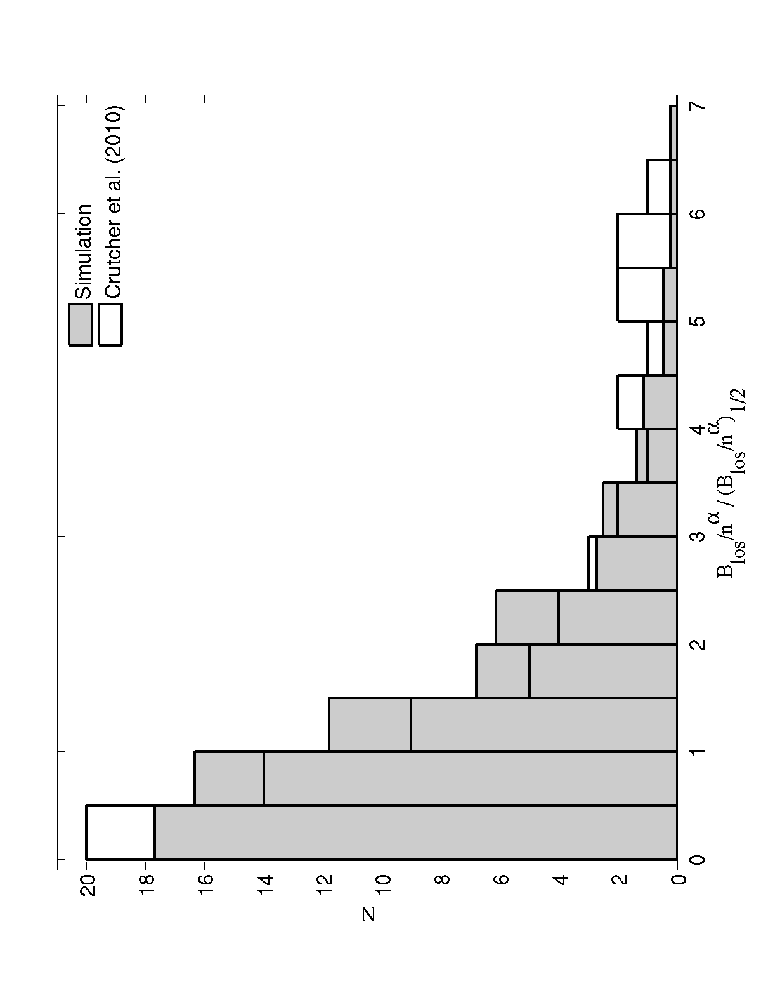 Simulation
Crutcher et al. (2010)
20
18
16
14
12
10
8
6
4
2
0
N
0 1 2 3 4 5 6 7
B_los/n^α / (B_los/n^α)_1/2